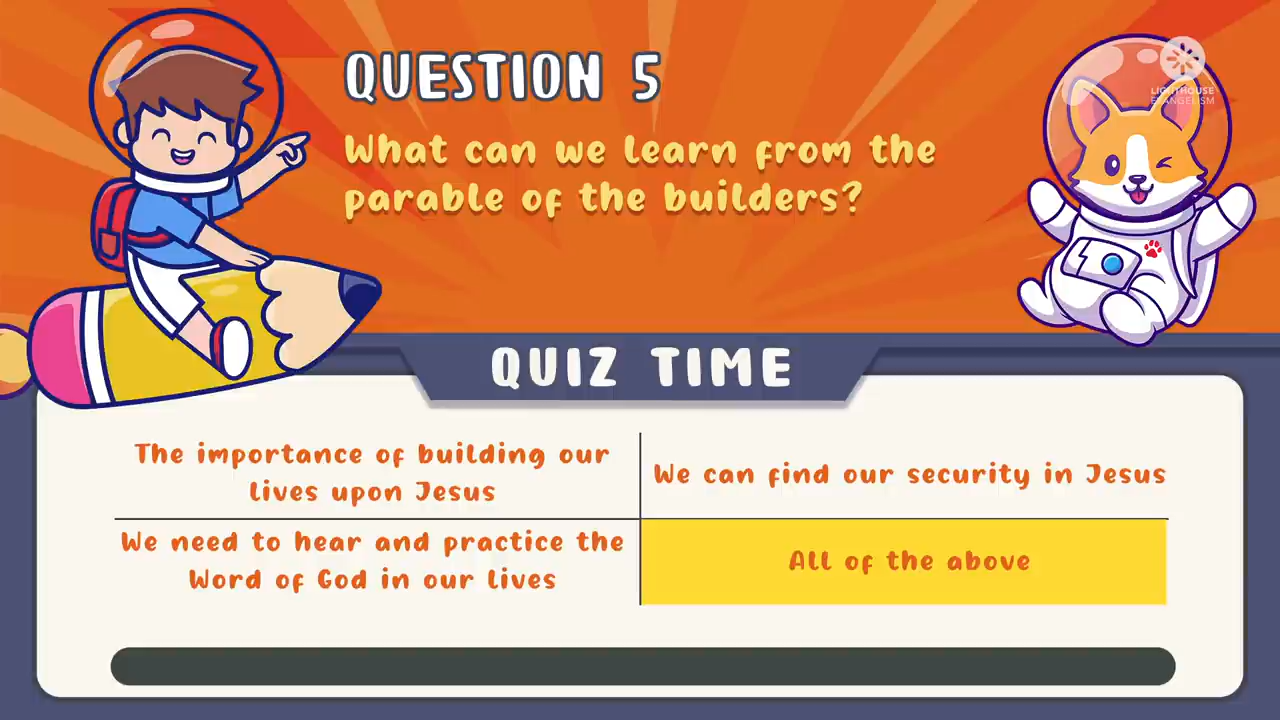 QUESTION 5
What can we learn from the
parable of the builders?
LIGHTHOUSE
EVANGELISM
QUIZ TIME
The importance of building our
lives upon Jesus
We can find our security in Jesus
We need to hear and practice the
Word of God in our lives
All of the above